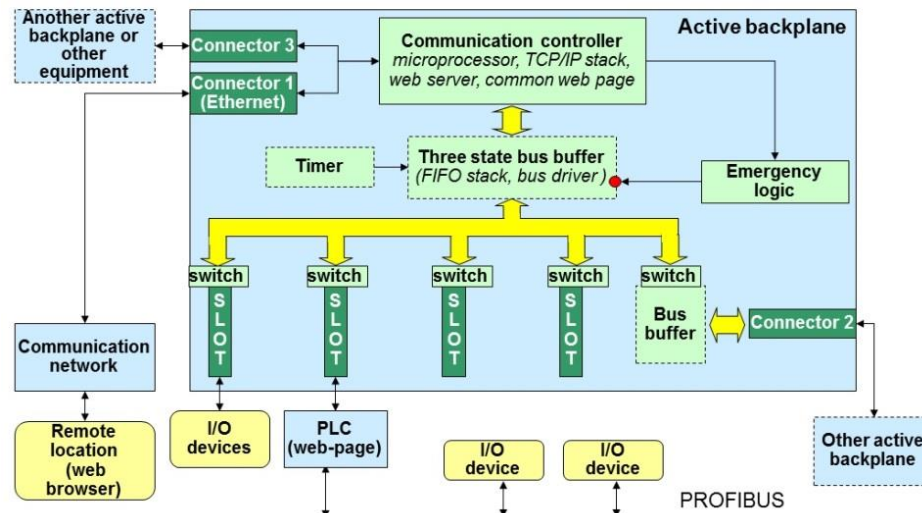 Another active
backplane or
other
equipment
Connector 3
Connector 1
(Ethernet)
Communication controller
microprocessor, TCP/IP stack,
web server, common web page
Active backplane
Timer
Three state bus buffer
(FIFO stack, bus driver )
Emergency
logic
switch
switch
switch
switch
switch
SLOT
SLOT
SLOT
SLOT
Bus
buffer
Connector 2
Communication
network
Remote
location
(web
browser)
I/O
devices
PLC
(web-page)
I/O
device
I/O
device
Other active
backplane
PROFIBUS